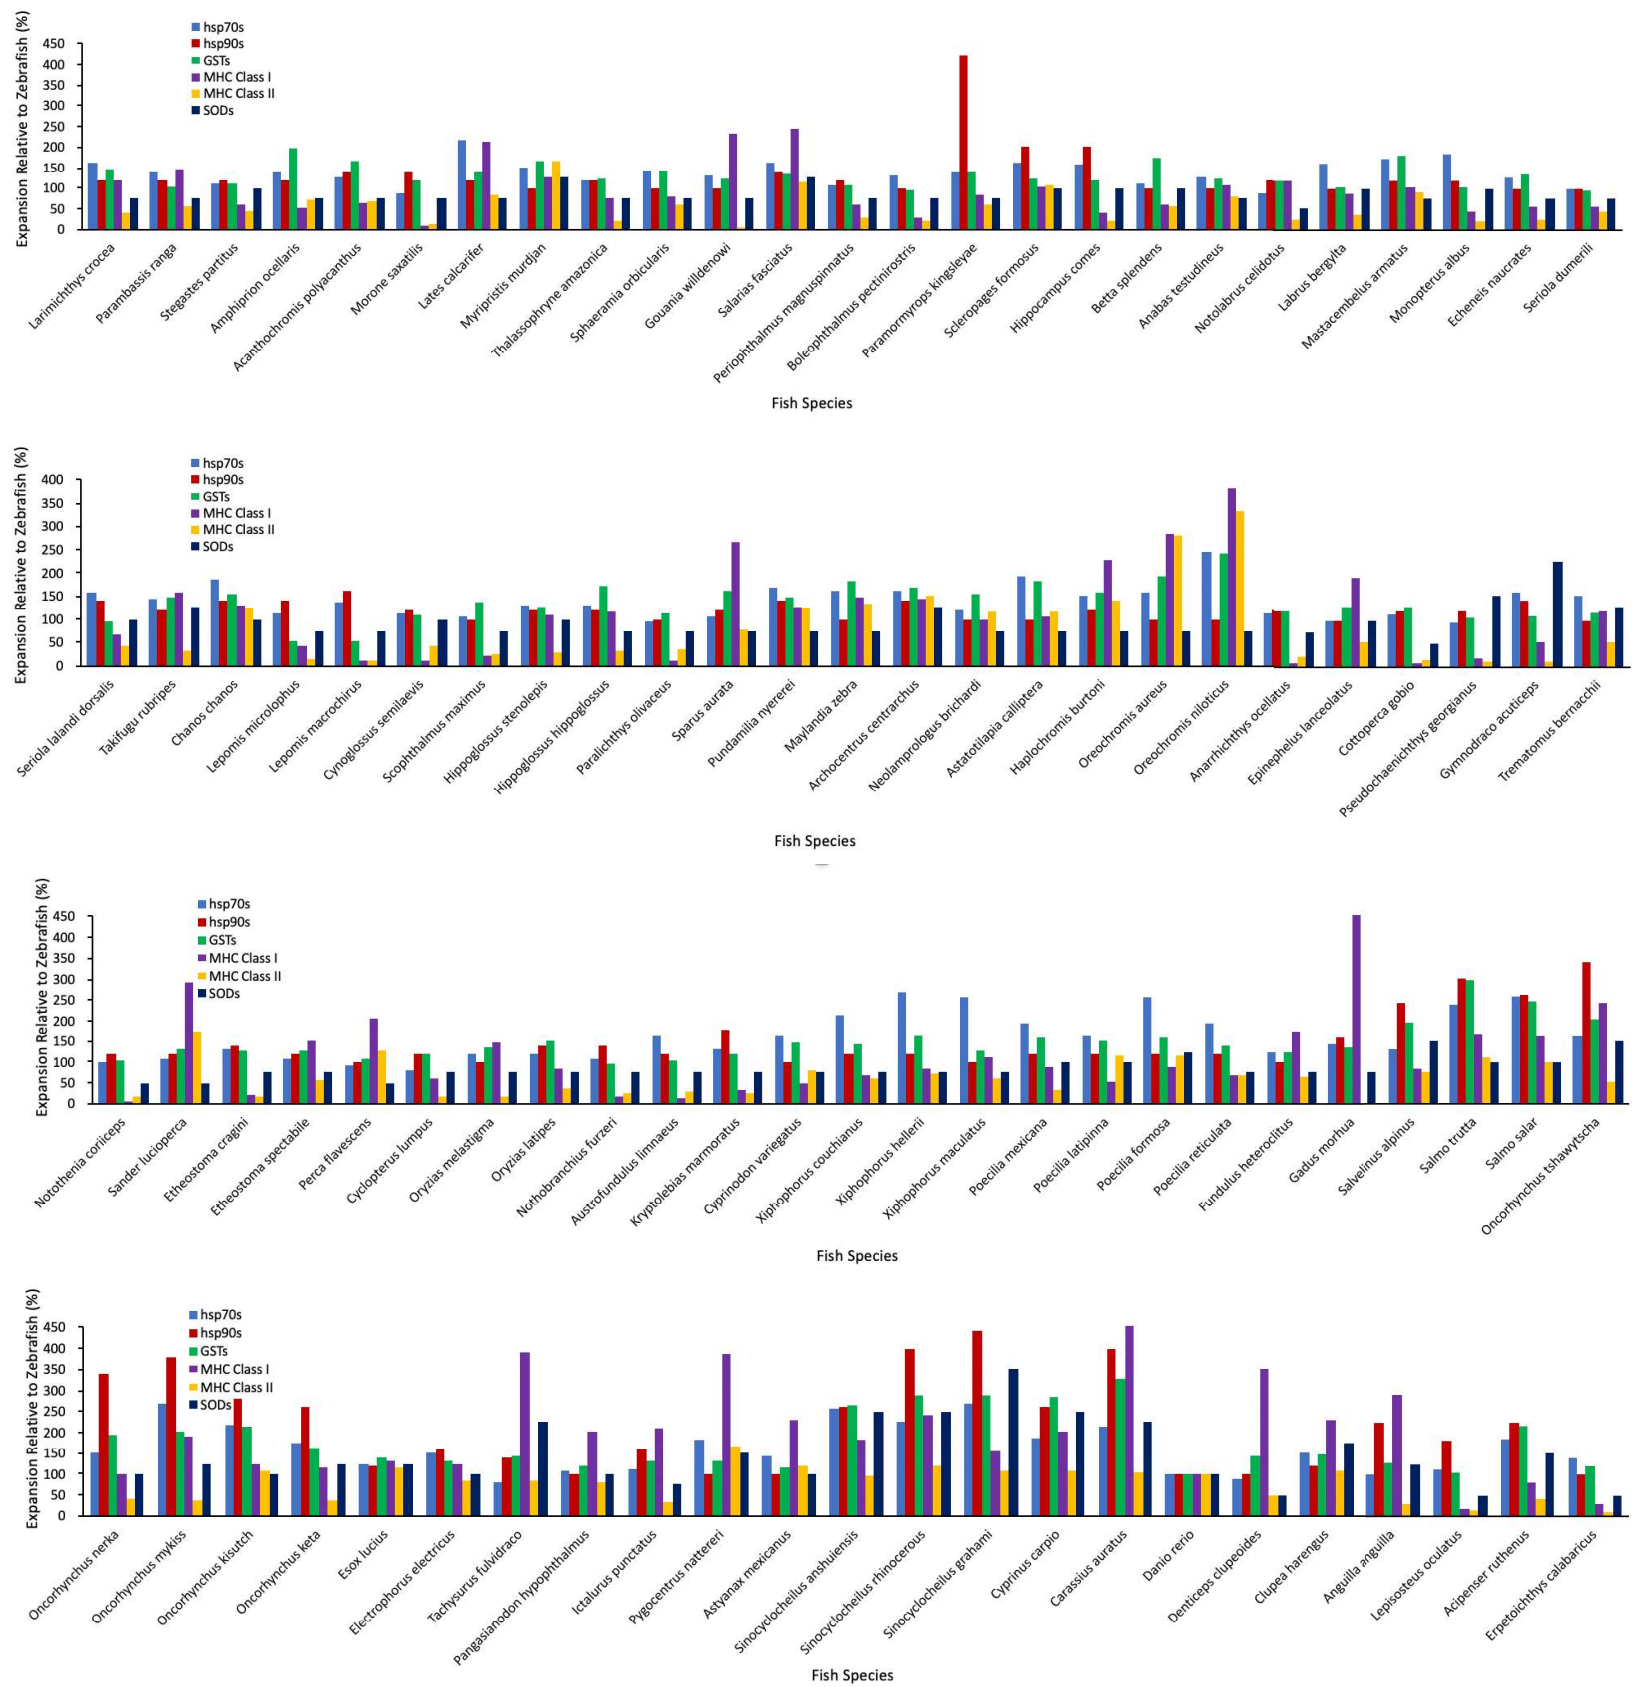 Expansion Relative to Zebrafish (%)
hsp70s
hsp90s
GSTs
MHC Class I
MHC Class II
SODs
450
400
350
300
250
200
150
100
50
0
Larimichthys crocea
Parambassis ranga
Stegastes partitus
Amphiprion ocellaris
Acanthochromis polyacanthus
Morone saxatilis
Lates calcarifer
Myripristis murdjan
Thalassophryne amazonica
Sphaeramia orbicularis
Gouania willdenowi
Salarias fasciatus
Periophthalmus magnuspinnatus
Boleophthalmus pectinirostris
Paramormyrops kingsleyae
Scleropages formosus
Hippocampus comes
Betta splendens
Anabas testudineus
Notolabrus celidotus
Labrus bergylta
Mastacembelus armatus
Monopterus albus
Echeneis naucrates
Seriola dumerili
Fish Species
Expansion Relative to Zebrafish (%)
hsp70s
hsp90s
GSTs
MHC Class I
MHC Class II
SODs
400
350
300
250
200
150
100
50
0
Seriola lalandi dorsalis
Takifugu rubripes
Chanos chanos
Lepomis microlophus
Lepomis macrochirus
Cynoglossus semilaevis
Scophthalmus maximus
Hippoglossus stenolepis
Hippoglossus hippoglossus
Paralichthys olivaceus
Sparus aurata
Pundamilia nyererei
Maylandia zebra
Archocentrus centrarchus
Neolamprologus brichardi
Astatotilapia calliptera
Haplochromis burtoni
Oreochromis aureus
Oreochromis niloticus
Anarrhichthys ocellatus
Epinephelus lanceolatus
Cottoperca gobio
Pseudochaenichthys georgianus
Gymnodraco acuticeps
Trematomus bernacchii
Fish Species
Expansion Relative to Zebrafish (%)
hsp70s
hsp90s
GSTs
MHC Class I
MHC Class II
SODs
450
400
350
300
250
200
150
100
50
0
Notothenia coriiceps
Sander lucioperca
Etheostoma cragini
Etheostoma spectabile
Perca flavescens
Cyclopterus lumpus
Oryzias melastigma
Oryzias latipes
Nothobranchius furzeri
Austrofundulus limnaeus
Kryptolebias marmoratus
Cyprinodon variegatus
Xiphophorus couchianus
Xiphophorus hellerii
Xiphophorus maculatus
Poecilia mexicana
Poecilia latipinna
Poecilia formosa
Poecilia reticulata
Fundulus heteroclitus
Gadus morhua
Salvelinus alpinus
Salmo trutta
Salmo salar
Oncorhynchus tshawytscha
Fish Species
Expansion Relative to Zebrafish (%)
hsp70s
hsp90s
GSTs
MHC Class I
MHC Class II
SODs
450
400
350
300
250
200
150
100
50
0
Oncorhynchus nerka
Oncorhynchus mykiss
Oncorhynchus kisutch
Oncorhynchus keta
Esox lucius
Electrophorus electricus
Tachysurus fulvidraco
Pangasianodon hypophthalmus
Ictalurus punctatus
Pygocentrus nattereri
Astyanax mexicanus
Sinocyclocheilus anshuiensis
Sinocyclocheilus rhinocerous
Sinocyclocheilus grahami
Cyprinus carpio
Carassius auratus
Danio rerio
Denticeps clupeoides
Clupea harengus
Anguilla anguilla
Lepisosteus oculatus
Acipenser ruthenus
Erpetoichthys calabaricus
Fish Species